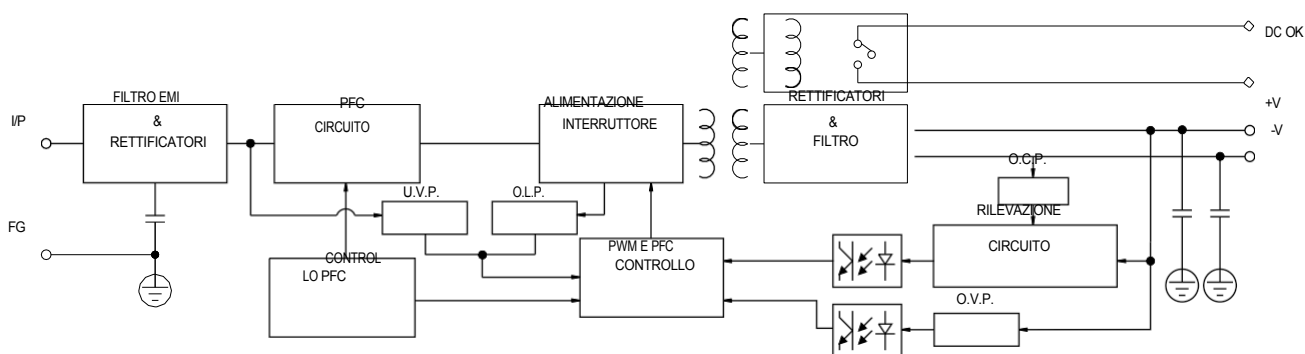 DC OK
FILTRO EMI
&
RETTIFICATORI
I/P
PFC
CIRCUITO
ALIMENTAZIONE
INTERRUTTORE
RETTIFICATORI
&
FILTRO
+V
-V
O.C.P.
U.V.P.
O.L.P.
RILEVAZIONE
CIRCUITO
FG
CONTROL
LO PFC
PWM E PFC
CONTROLLO
O.V.P.